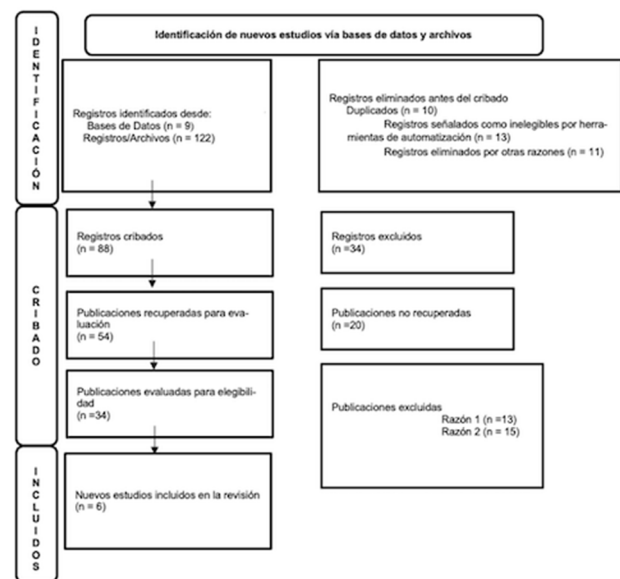 Identificación de nuevos estudios vía bases de datos y archivos
IDENTIFICACIÓN
Registros identificados desde:
Bases de Datos (n = 9)
Registros/Archivos (n = 122)
Registros eliminados antes del cribado
Duplicados (n = 10)
Registros señalados como inelegibles por herra-
mientas de automatización (n = 13)
Registros eliminados por otras razones (n = 11)
CRIBADO
Registros cribados
(n = 88)
Registros excluidos
(n =34)
Publicaciones recuperadas para eva-
luación
(n = 54)
Publicaciones no recuperadas
(n =20)
Publicaciones evaluadas para elegibili-
dad
(n =34)
Publicaciones excluidas
Razón 1 (n =13)
Razón 2 (n = 15)
INCLUIDOS
Nuevos estudios incluidos en la revisión
(n = 6)